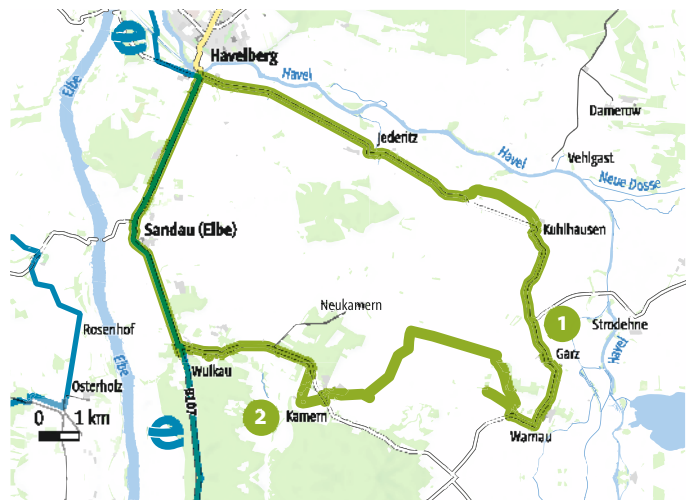 Havelberg
Havel
Elbe
Damerow
Jederitz
Havel
Vehlgast
Neue Dosse
Sandau (Elbe)
Kuhlhausen
Neukamern
1
Strodehne
Rosenhof
Havel
Garz
Elbe
Wulkau
Osterholz
0 1 km
2
Kamern
Warnau